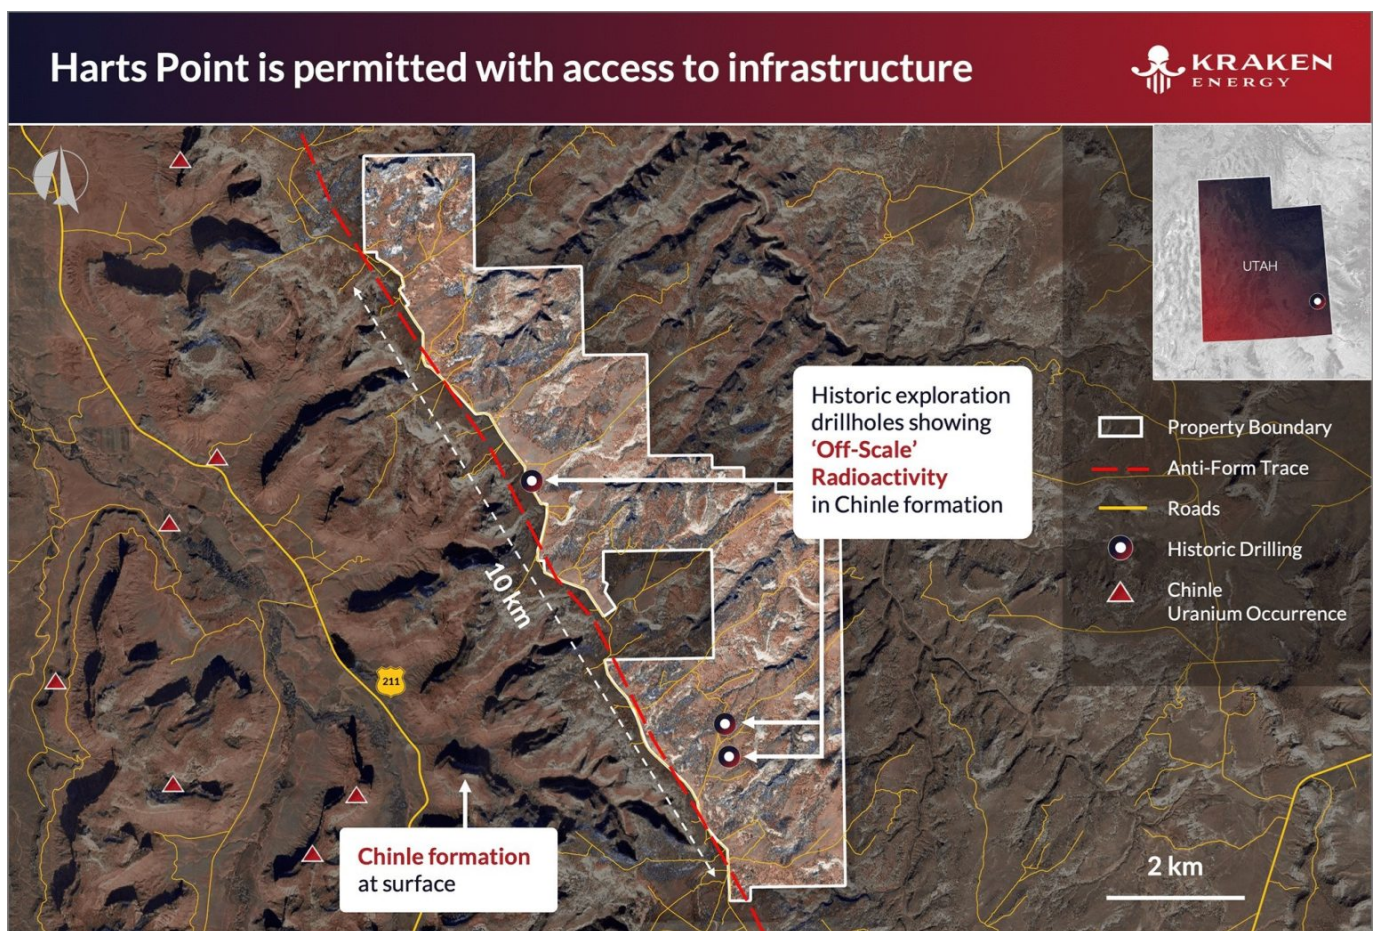 Harts Point is permitted with access to infrastructure
KRAKEN
ENERGY
UTAH
Historic exploration
drillholes showing
‘Off-Scale’
Radioactivity
in Chinle formation
Property Boundary
Anti-Form Trace
Roads
Historic Drilling
Chinle
Uranium Occurrence
10 km
211
Chinle formation
at surface
2 km